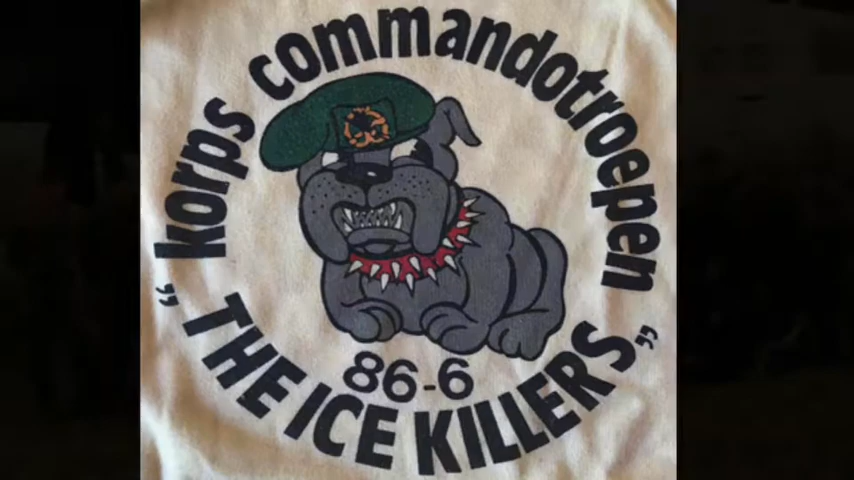 korps commandotroepen
86-6
„ THE ICE KILLERS „